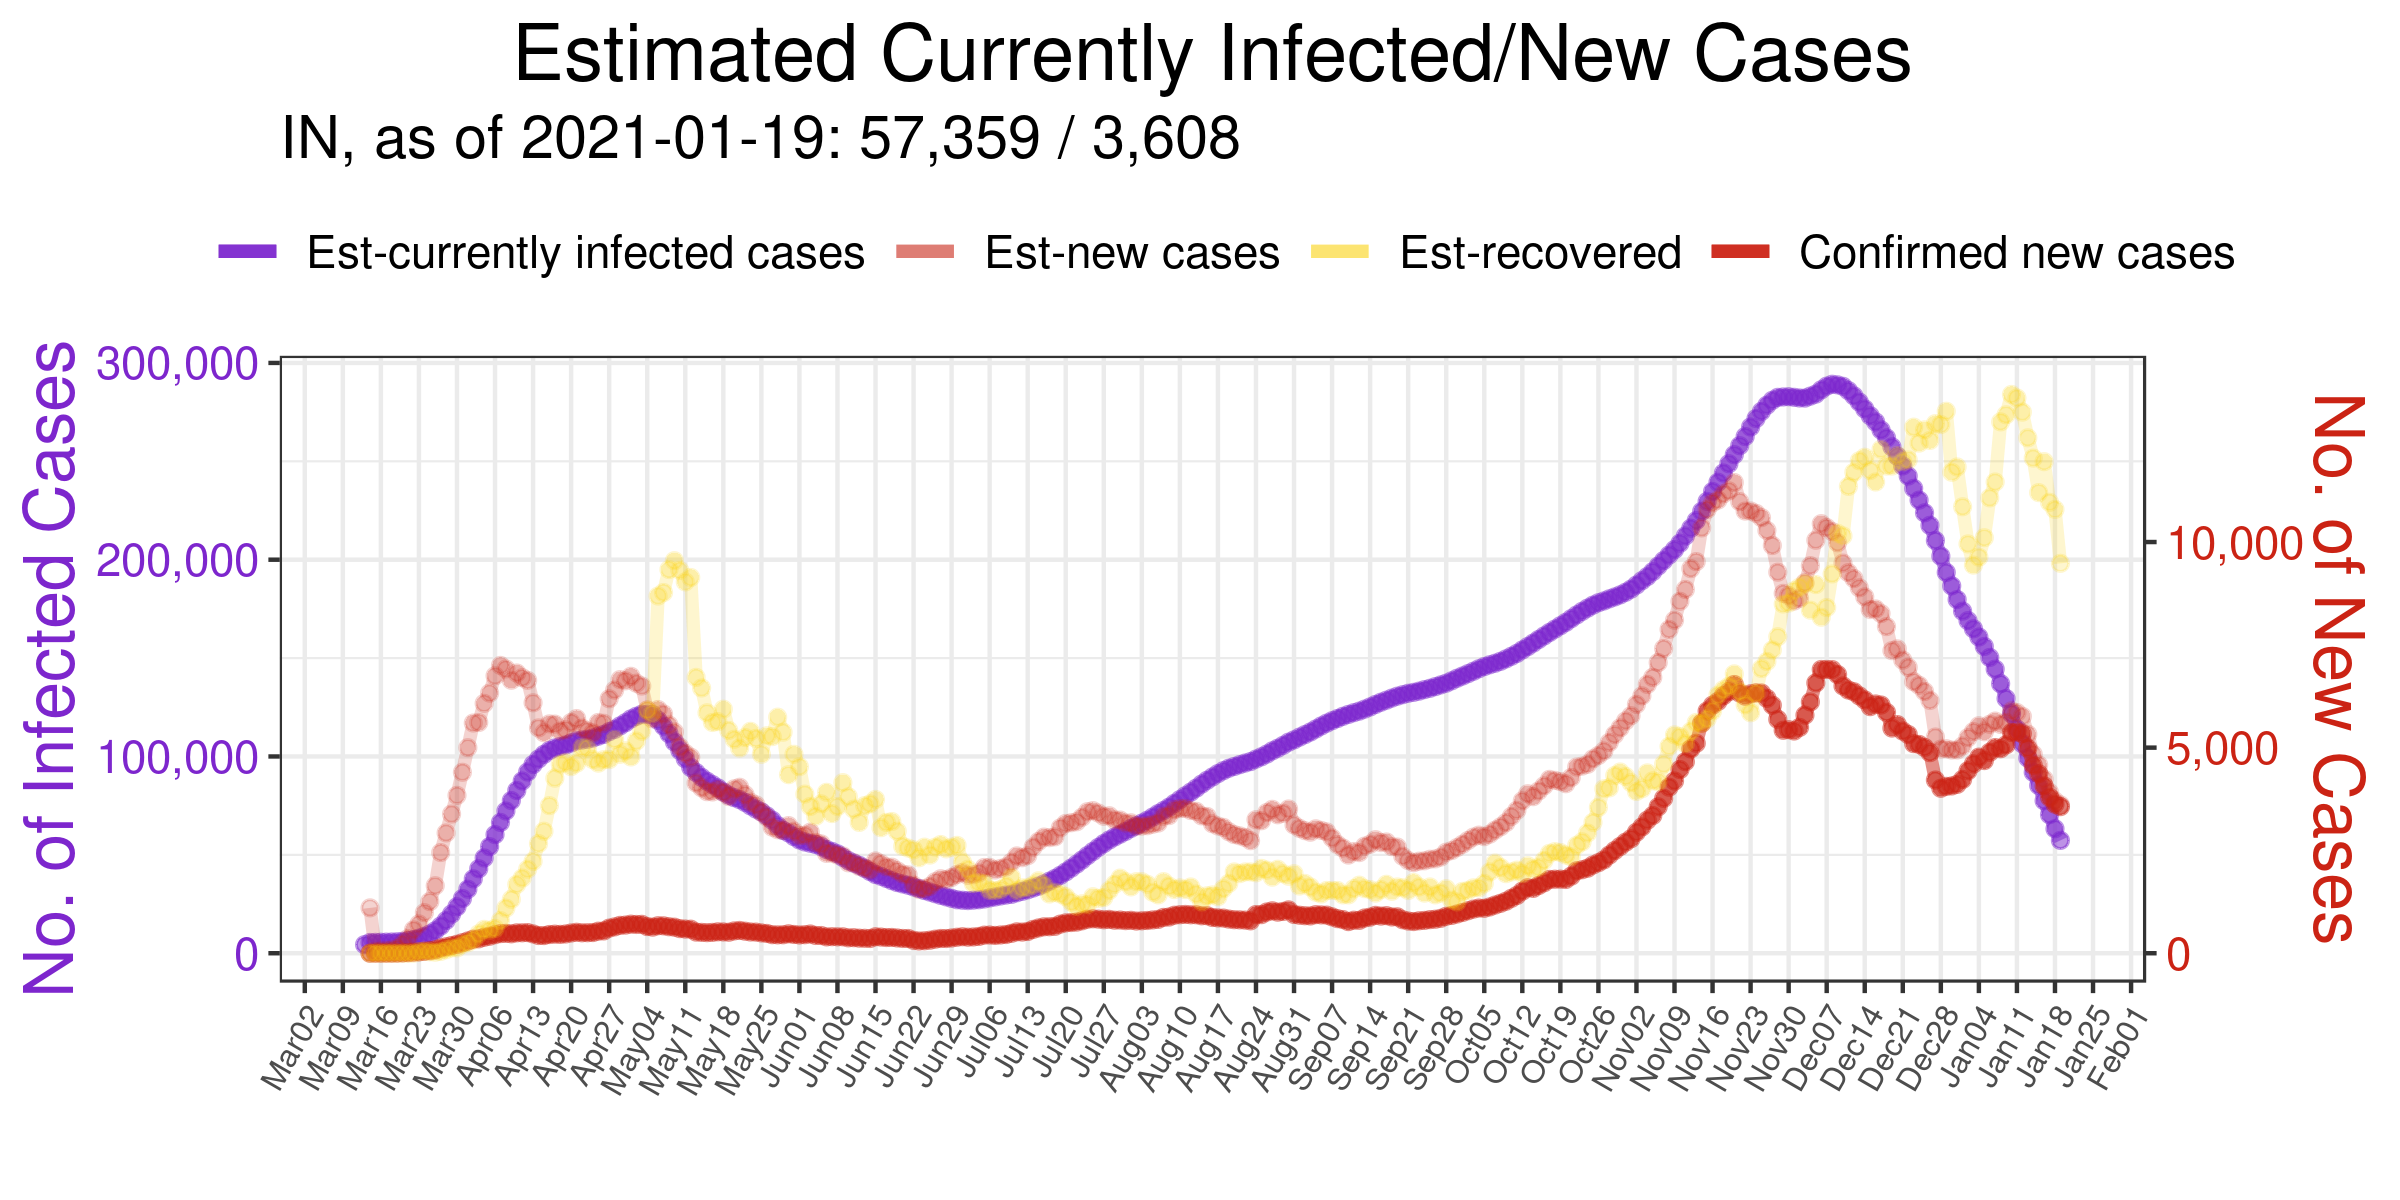 Estimated Currently Infected/New Cases
IN, as of 2021-01-19: 57,359 / 3,608
Est-currently infected cases Est-new cases Est-recovered Confirmed new cases
No. of Infected Cases
300,000
200,000
100,000
0
10,000
5,000
0
No. of New Cases
Mar02 Mar09 Mar16 Mar23 Mar30 Apr06 Apr13 Apr20 Apr27 May04 May11 May18 May25 Jun01 Jun08 Jun15 Jun22 Jun29 Jul06 Jul13 Jul20 Jul27 Aug03 Aug10 Aug17 Aug24 Aug31 Sep07 Sep14 Sep21 Sep28 Oct05 Oct12 Oct19 Oct26 Nov02 Nov09 Nov16 Nov23 Nov30 Dec07 Dec14 Dec21 Dec28 Jan04 Jan11 Jan18 Jan25 Feb01